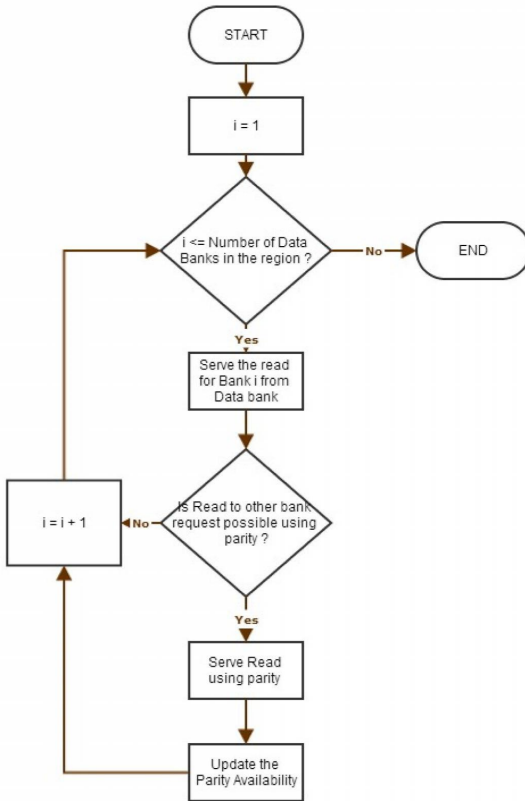 START
i = 1
i <= Number of Data
Banks in the region ?
No
END
Yes
Serve the read
for Bank i from
Data bank
Is Read to other bank
request possible using
parity ?
No
i = i + 1
Yes
Serve Read
using parity
Update the
Parity Availability